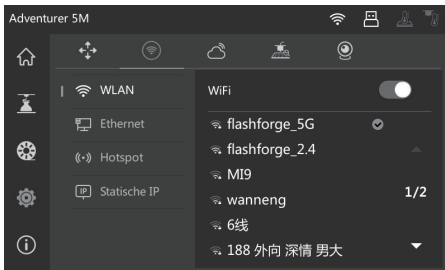 Adventurer 5M
WLAN
Ethernet
Hotspot
IP Statische IP
WiFi
flashforge_5G
flashforge_2.4
MI9
wanneng
6线
188 外向 深情 男大
1/2